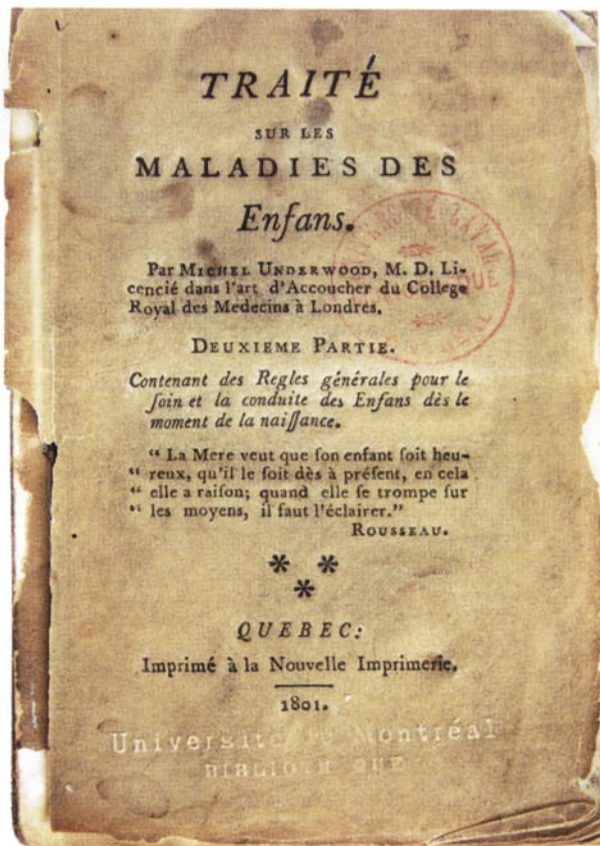 TRAITÉ
SUR LES
MALADIES DES
Enfans.
Par MICHEL UNDERWOOD, M. D. Li-
cencié dans l'art d'Accoucher du College
Royal des Medecins à Londres.
DEUXIEME PARTIE.
Contenant des Regles générales pour le
ſoin et la conduite des Enfans dès le
moment de la naiſſance.
“ La Mere veut que ſon enfant ſoit heu-
“ reux, qu'il le ſoit dès à préſent, en cela
“ elle a raiſon; quand elle ſe trompe ſur
“ les moyens, il faut l'éclairer.”
ROUSSEAU.
* *
*
QUEBEC:
Imprimé à la Nouvelle Imprimerie.
1801.
Université de Montréal
BIBLIOTHEQUE